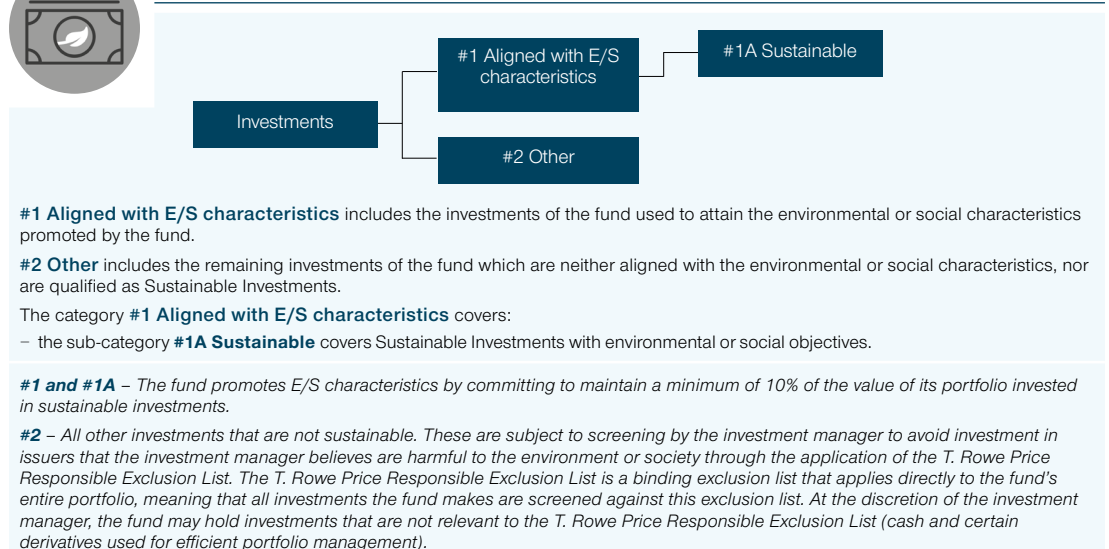 #1 Aligned with E/S
characteristics
#1A Sustainable
Investments
#2 Other
#1 Aligned with E/S characteristics includes the investments of the fund used to attain the environmental or social characteristics
promoted by the fund.
#2 Other includes the remaining investments of the fund which are neither aligned with the environmental or social characteristics, nor
are qualified as Sustainable Investments.
The category #1 Aligned with E/S characteristics covers:
– the sub-category #1A Sustainable covers Sustainable Investments with environmental or social objectives.
#1 and #1A – The fund promotes E/S characteristics by committing to maintain a minimum of 10% of the value of its portfolio invested
in sustainable investments.
#2 – All other investments that are not sustainable. These are subject to screening by the investment manager to avoid investment in
issuers that the investment manager believes are harmful to the environment or society through the application of the T. Rowe Price
Responsible Exclusion List. The T. Rowe Price Responsible Exclusion List is a binding exclusion list that applies directly to the fund’s
entire portfolio, meaning that all investments the fund makes are screened against this exclusion list. At the discretion of the investment
manager, the fund may hold investments that are not relevant to the T. Rowe Price Responsible Exclusion List (cash and certain
derivatives used for efficient portfolio management).